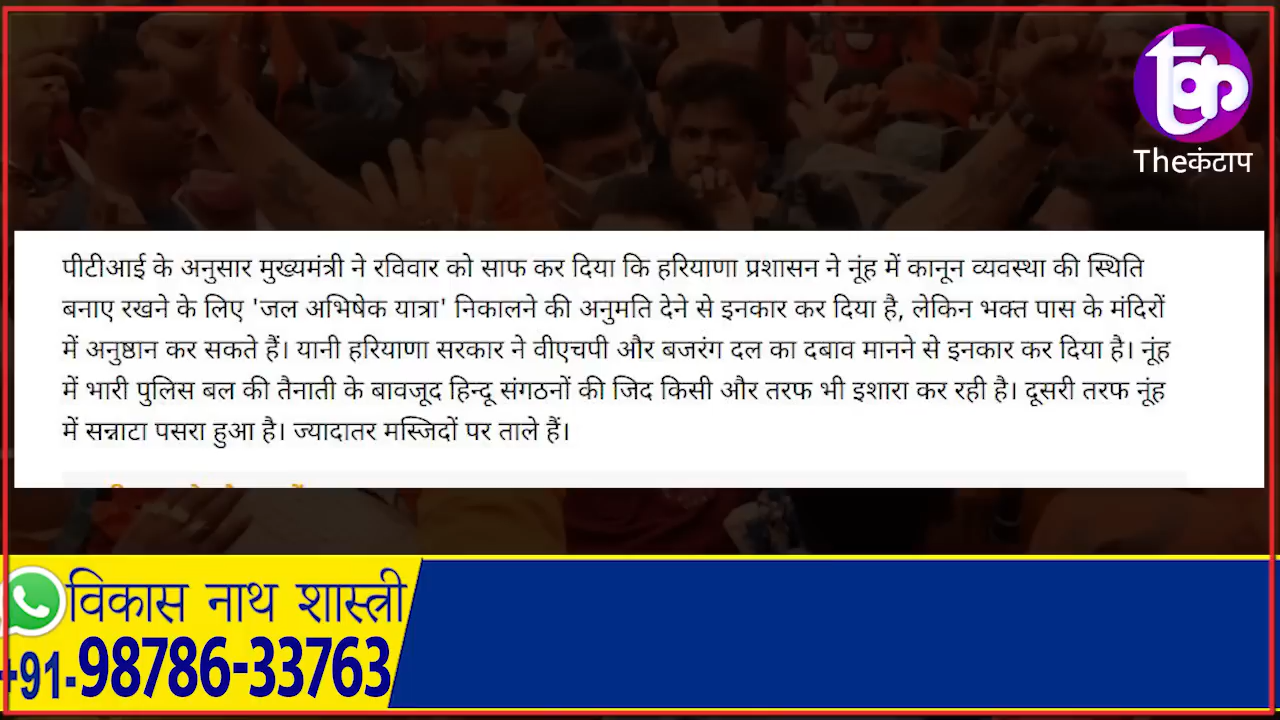 तक
Theकंटाप
पीटीआई के अनुसार मुख्यमंत्री ने रविवार को साफ कर दिया कि हरियाणा प्रशासन ने नूंह में कानून व्यवस्था की स्थिति
बनाए रखने के लिए 'जल अभिषेक यात्रा' निकालने की अनुमति देने से इनकार कर दिया है, लेकिन भक्त पास के मंदिरों
में अनुष्ठान कर सकते हैं। यानी हरियाणा सरकार ने वीएचपी और बजरंग दल का दबाव मानने से इनकार कर दिया है। नूंह
में भारी पुलिस बल की तैनाती के बावजूद हिन्दू संगठनों की जिद किसी और तरफ भी इशारा कर रही है। दूसरी तरफ नूंह
में सन्नाटा पसरा हुआ है। ज्यादातर मस्जिदों पर ताले हैं।
विकास नाथ शास्त्री
+91-98786-33763